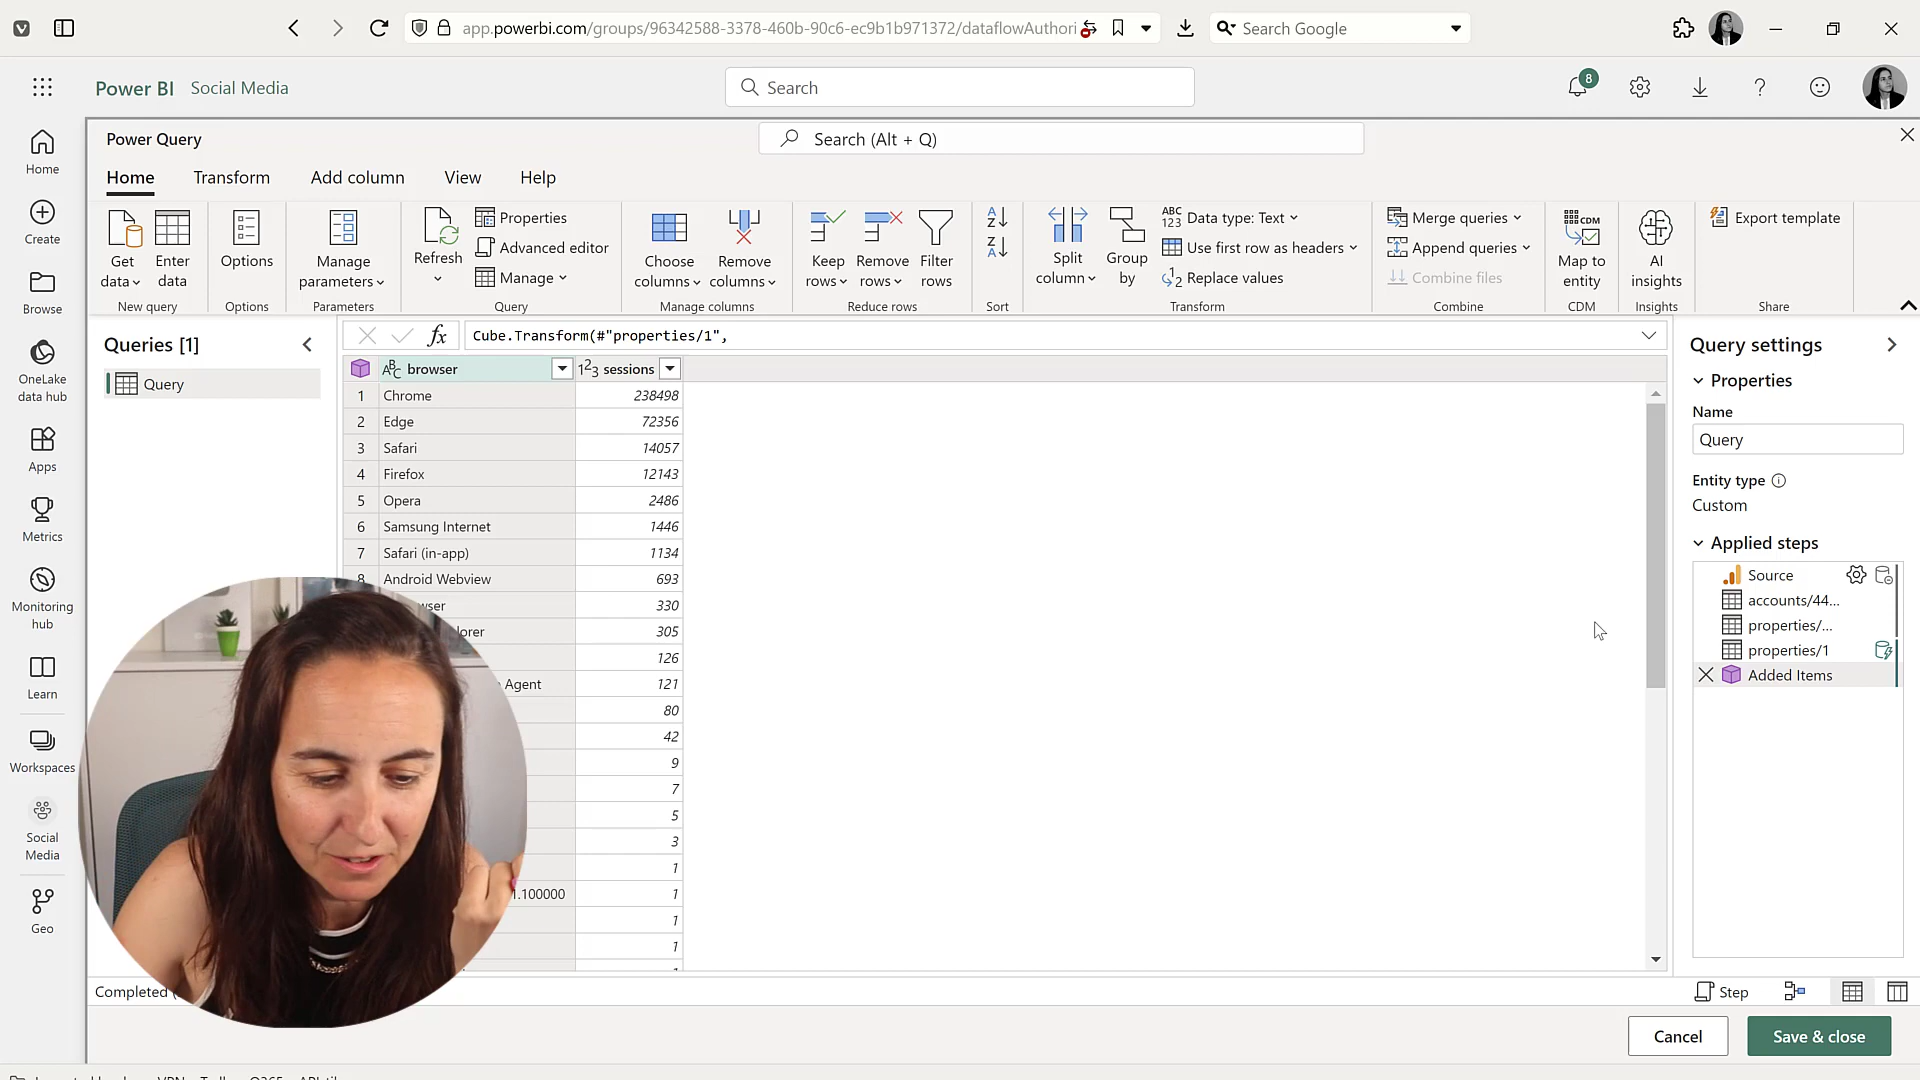 app.powerbi.com/groups/96342588-3378-460b-90c6-ec9b1b971372/dataflowAuthori
Search Google
Power BI Social Media
Search
8
Power Query
Search (Alt + Q)
Home Transform Add column View Help
Get data
Enter data
New query
Options
Options
Manage parameters
Parameters
Refresh
Properties
Advanced editor
Manage
Query
Choose columns
Remove columns
Manage columns
Keep rows
Remove rows
Filter rows
Reduce rows
Sort
Split column
Group by
Data type: Text
Use first row as headers
Replace values
Transform
Merge queries
Append queries
Combine files
Combine
CDM
Map to entity
CDM
AI insights
Insights
Export template
Share
Home
Create
Browse
OneLake data hub
Apps
Metrics
Monitoring hub
Learn
Workspaces
Social Media
Geo
Queries [1]
Query
fx Cube.Transform(#"properties/1",
browser sessions
1 Chrome 238498
2 Edge 72356
3 Safari 14057
4 Firefox 12143
5 Opera 2486
6 Samsung Internet 1446
7 Safari (in-app) 1134
8 Android Webview 693
330
305
126
Agent 121
80
42
9
7
5
3
1
1.100000 1
1
1
Query settings
Properties
Name
Query
Entity type
Custom
Applied steps
Source
accounts/44...
properties/...
properties/1
Added Items
Completed
Step
Cancel
Save & close